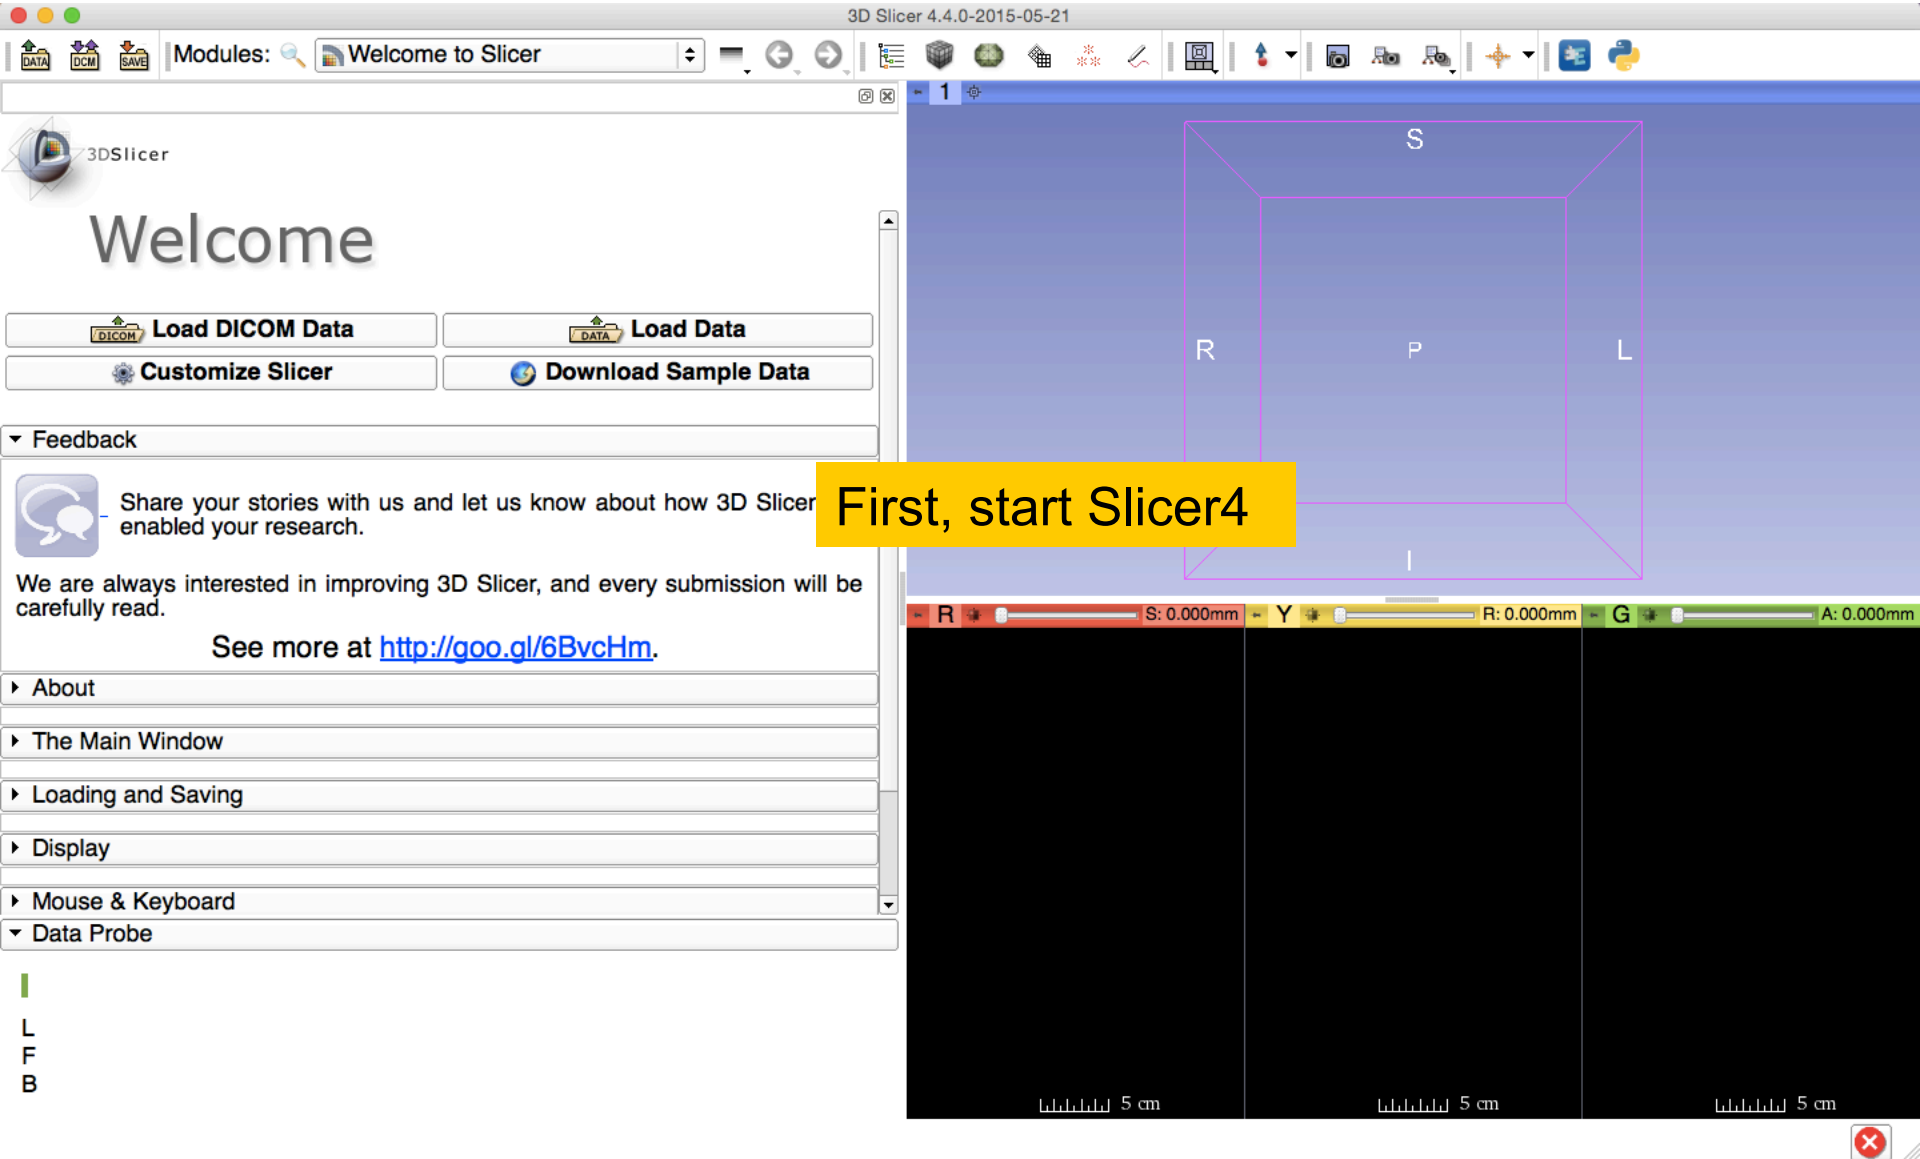 3D Slicer 4.4.0-2015-05-21
DATA DCM SAVE Modules: Welcome to Slicer
1
3DSlicer
Welcome
DICOM Load DICOM Data
DATA Load Data
Customize Slicer
Download Sample Data
Feedback
Share your stories with us and let us know about how 3D Slicer
enabled your research.
We are always interested in improving 3D Slicer, and every submission will be
carefully read.
See more at http://goo.gl/6BvcHm.
About
The Main Window
Loading and Saving
Display
Mouse & Keyboard
Data Probe
L
F
B
S
R
P
L
I
First, start Slicer4
R S: 0.000mm
Y R: 0.000mm
G A: 0.000mm
5 cm
5 cm
5 cm